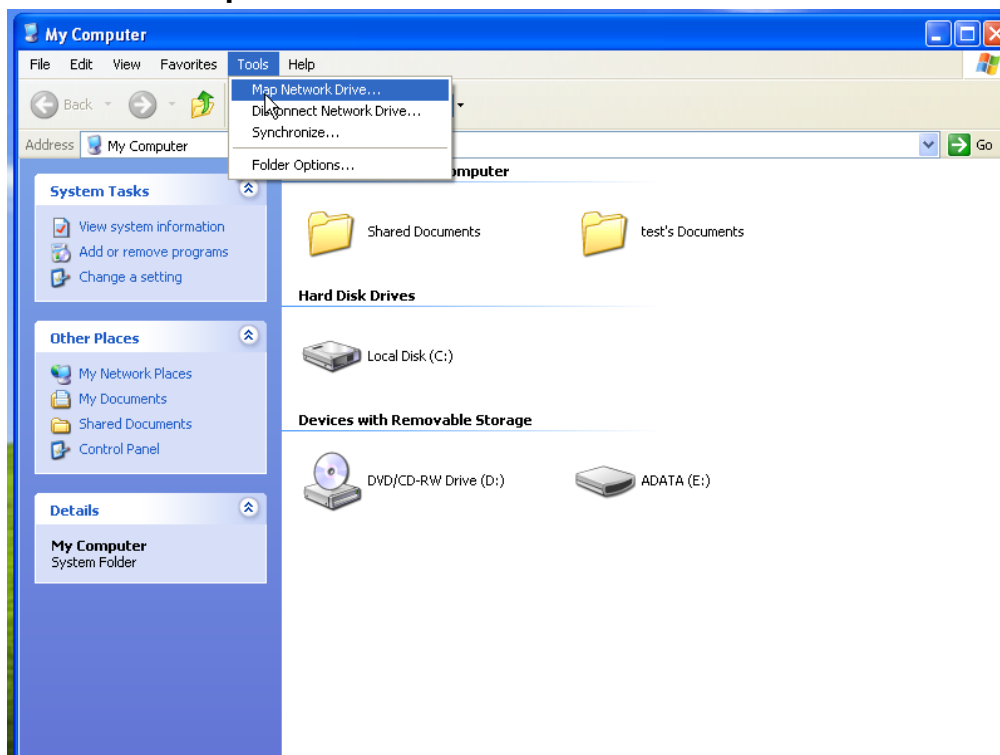 My Computer
File Edit View Favorites Tools Help
Map Network Drive...
Back
Disconnect Network Drive...
Synchronize...
Address My Computer Go
Folder Options...
omputer
System Tasks
View system information
Add or remove programs
Change a setting
Shared Documents test's Documents
Hard Disk Drives
Other Places
Local Disk (C:)
My Network Places
My Documents
Shared Documents
Control Panel
Devices with Removable Storage
DVD/CD-RW Drive (D:) ADATA (E:)
Details
My Computer
System Folder